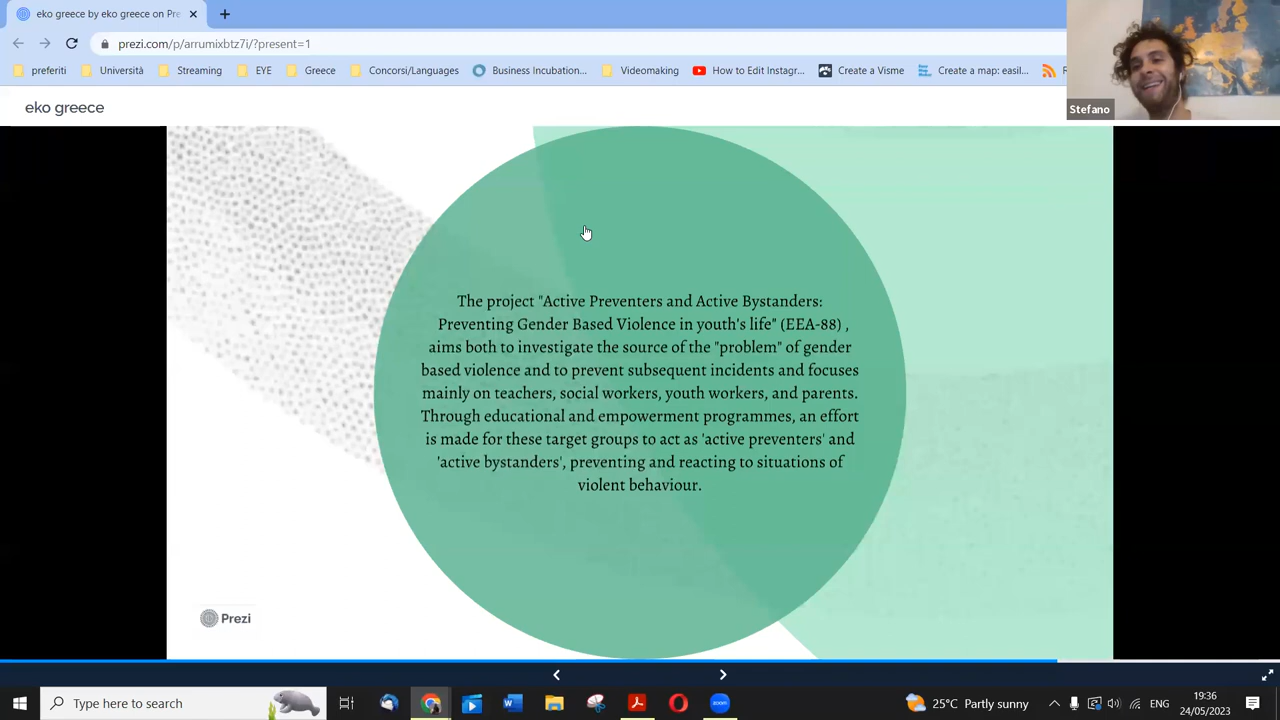 eko greece by eko greece on Pre
prezi.com/p/arrumixbtz7i/?present=1
preferiti Università Streaming EYE Greece Concorsi/Languages Business Incubation... Videomaking How to Edit Instagr... Create a Visme Create a map: easil...
Stefano
eko greece
The project "Active Preventers and Active Bystanders:
Preventing Gender Based Violence in youth's life" (EEA-88) ,
aims both to investigate the source of the "problem" of gender
based violence and to prevent subsequent incidents and focuses
mainly on teachers, social workers, youth workers, and parents.
Through educational and empowerment programmes, an effort
is made for these target groups to act as 'active preventers' and
'active bystanders', preventing and reacting to situations of
violent behaviour.
Prezi
Type here to search
zoom
25°C Partly sunny
19:36
24/05/2023